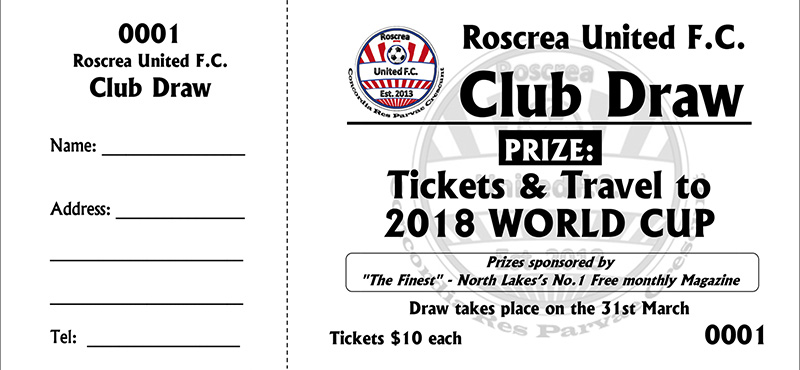 0001
Roscrea United F.C.
Club Draw
Name:
Address:
Tel:
Roscrea
United F.C.
Est. 2013
Concordia Res Parvae Crescunt
Roscrea United F.C.
Club Draw
PRIZE:
Tickets & Travel to
2018 WORLD CUP
Prizes sponsored by
"The Finest" - North Lakes's No.1 Free monthly Magazine
Draw takes place on the 31st March
Tickets $10 each
0001